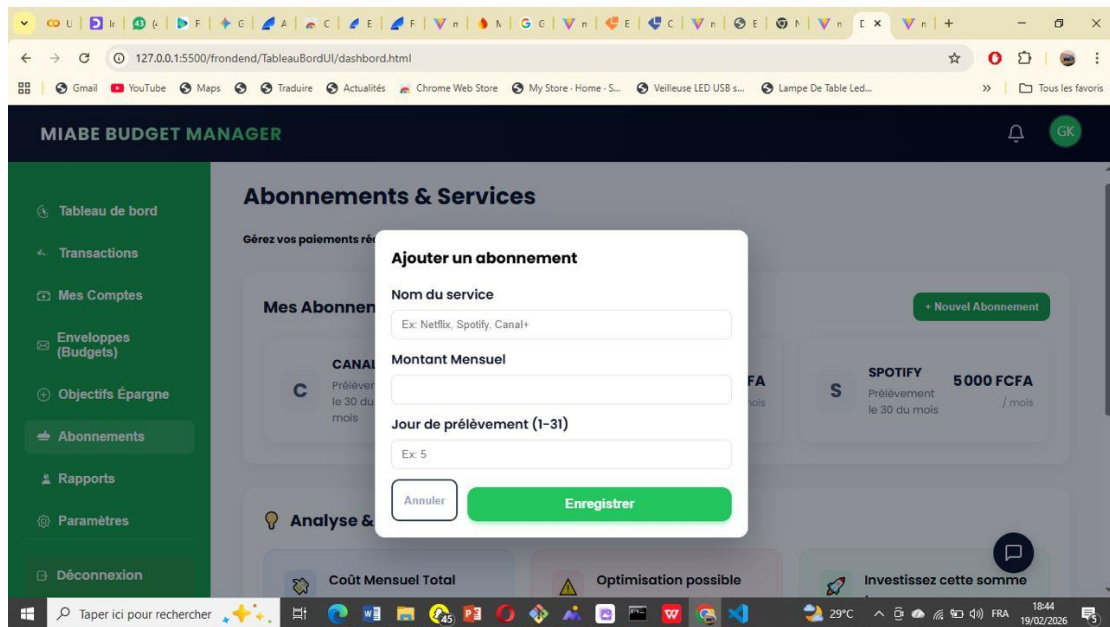 127.0.0.1:5500/frondend/TableauBordUI/dashbord.html
Gmail YouTube Maps Traduire Actualités Chrome Web Store My Store · Home · S... Veilleuse LED USB s... Lampe De Table Led... » Tous les favoris
MIABE BUDGET MANAGER
GK
Tableau de bord
Transactions
Mes Comptes
Enveloppes
(Budgets)
Objectifs Épargne
Abonnements
Rapports
Paramètres
Déconnexion
Abonnements & Services
Gérez vos paiements
Mes Abonnem
+ Nouvel Abonnement
C
CANAL
Prélèver
le 30 du
mois
FA
S
SPOTIFY
Prélèvement
le 30 du mois
5 000 FCFA
/ mois
Ajouter un abonnement
Nom du service
Ex: Netflix, Spotify, Canal+
Montant Mensuel
Jour de prélèvement (1-31)
Ex: 5
Annuler
Enregistrer
Analyse &
Coût Mensuel Total
Optimisation possible
Investissez cette somme
Taper ici pour rechercher
45
29°C
FRA
18:44
19/02/2026
5